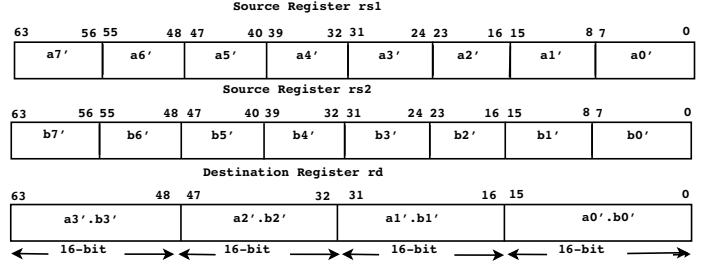 Source Register rs1
63 56 55 48 47 40 39 32 31 24 23 16 15 8 7 0
a7' a6' a5' a4' a3' a2' a1' a0'
Source Register rs2
63 56 55 48 47 40 39 32 31 24 23 16 15 8 7 0
b7' b6' b5' b4' b3' b2' b1' b0'
Destination Register rd
63 48 47 32 31 16 15 0
a3'.b3' a2'.b2' a1'.b1' a0'.b0'
16-bit 16-bit 16-bit 16-bit